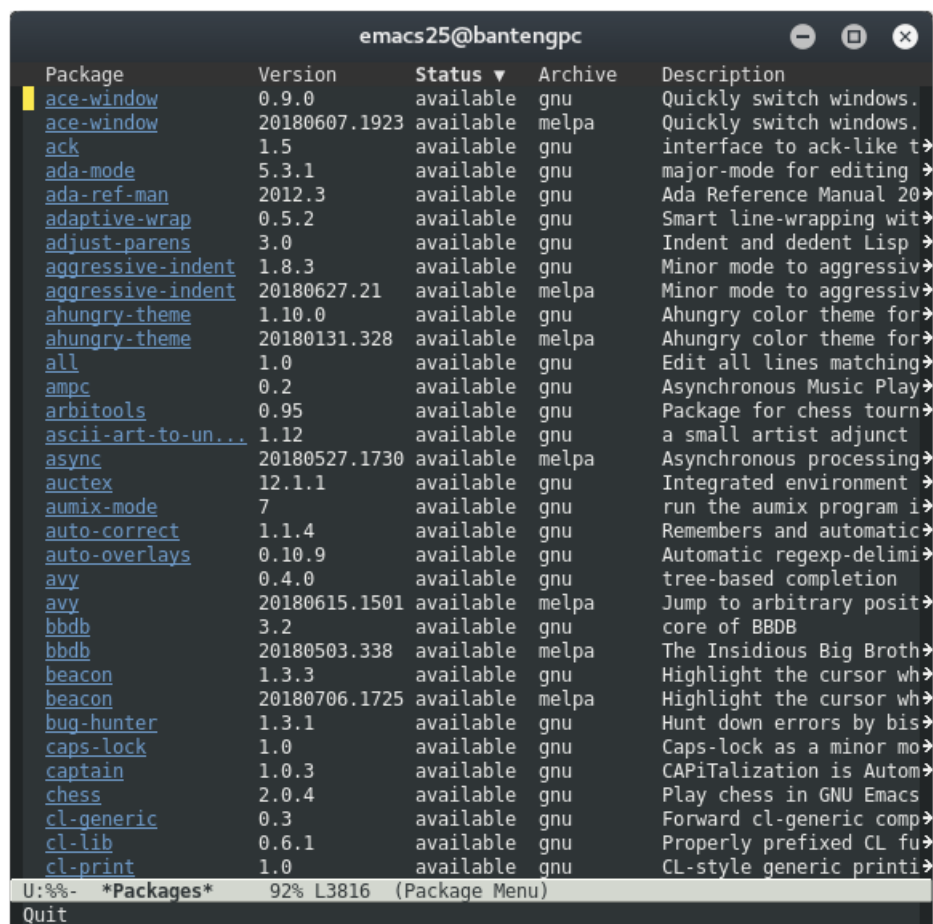 emacs25@bantengpc
Package Version Status ▼ Archive Description
ace-window 0.9.0 available gnu Quickly switch windows.
ace-window 20180607.1923 available melpa Quickly switch windows.
ack 1.5 available gnu interface to ack-like t→
ada-mode 5.3.1 available gnu major-mode for editing →
ada-ref-man 2012.3 available gnu Ada Reference Manual 20→
adaptive-wrap 0.5.2 available gnu Smart line-wrapping wit→
adjust-parens 3.0 available gnu Indent and dedent Lisp →
aggressive-indent 1.8.3 available gnu Minor mode to aggressiv→
aggressive-indent 20180627.21 available melpa Minor mode to aggressiv→
ahungry-theme 1.10.0 available gnu Ahungry color theme for→
ahungry-theme 20180131.328 available melpa Ahungry color theme for→
all 1.0 available gnu Edit all lines matching→
ampc 0.2 available gnu Asynchronous Music Play→
arbitools 0.95 available gnu Package for chess tourn→
ascii-art-to-un... 1.12 available gnu a small artist adjunct
async 20180527.1730 available melpa Asynchronous processing→
auctex 12.1.1 available gnu Integrated environment →
aumix-mode 7 available gnu run the aumix program i→
auto-correct 1.1.4 available gnu Remembers and automatic→
auto-overlays 0.10.9 available gnu Automatic regexp-delimi→
avy 0.4.0 available gnu tree-based completion
avy 20180615.1501 available melpa Jump to arbitrary posit→
bbdb 3.2 available gnu core of BBDB
bbdb 20180503.338 available melpa The Insidious Big Broth→
beacon 1.3.3 available gnu Highlight the cursor wh→
beacon 20180706.1725 available melpa Highlight the cursor wh→
bug-hunter 1.3.1 available gnu Hunt down errors by bis→
caps-lock 1.0 available gnu Caps-lock as a minor mo→
captain 1.0.3 available gnu CAPiTalization is Autom→
chess 2.0.4 available gnu Play chess in GNU Emacs
cl-generic 0.3 available gnu Forward cl-generic comp→
cl-lib 0.6.1 available gnu Properly prefixed CL fu→
cl-print 1.0 available gnu CL-style generic printi→
U:%%- *Packages* 92% L3816 (Package Menu)
Quit